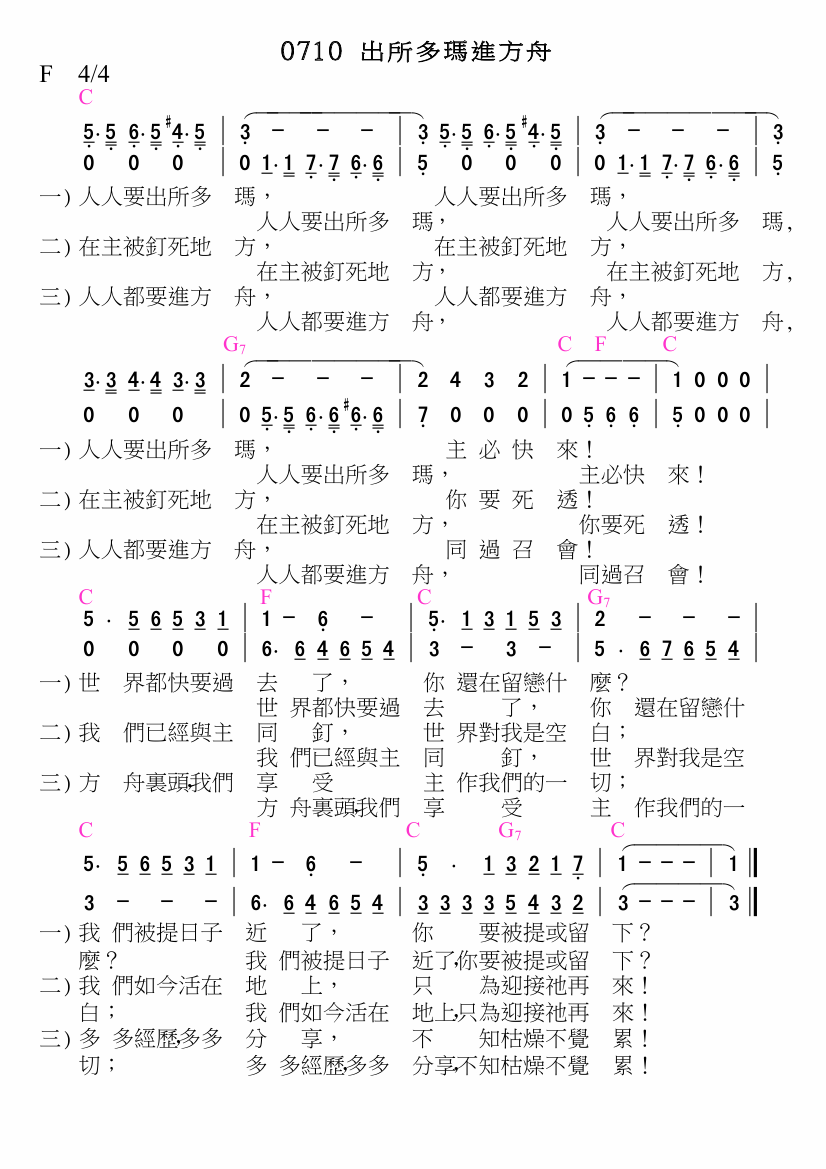 0710 出所多瑪進方舟
F 4/4
C
5· 5 6· 5 #4· 5 | 3 － － － | 3 5· 5 6· 5 #4· 5 | 3 － － － | 3
0 0 0 | 0 1· 1 7· 7 6· 6 | 5 0 0 0 | 0 1· 1 7· 7 6· 6 | 5
一) 人人要出所多 瑪， 人人要出所多 瑪，
人人要出所多 瑪， 人人要出所多 瑪，
二) 在主被釘死地 方， 在主被釘死地 方，
在主被釘死地 方， 在主被釘死地 方，
三) 人人都要進方 舟， 人人都要進方 舟，
人人都要進方 舟， 人人都要進方 舟，
G7 C F C
3· 3 4· 4 3· 3 | 2 － － － | 2 4 3 2 | 1 － － － | 1 0 0 0 |
0 0 0 | 0 5· 5 6· 6 #6· 6 | 7 0 0 0 | 0 5 6 6 | 5 0 0 0 |
一) 人人要出所多 瑪， 主 必 快 來！
人人要出所多 瑪， 主必快 來！
二) 在主被釘死地 方， 你 要 死 透！
在主被釘死地 方， 你要死 透！
三) 人人都要進方 舟， 同 過 召 會！
人人都要進方 舟， 同過召 會！
C F C G7
5 · 5 6 5 3 1 | 1 － 6 － | 5· 1 3 1 5 3 | 2 － － － |
0 0 0 0 | 6· 6 4 6 5 4 | 3 － 3 － | 5 · 6 7 6 5 4 |
一) 世 界都快要過 去 了， 你 還在留戀什 麼？
世 界都快要過 去 了， 你 還在留戀什
二) 我 們已經與主 同 釘， 世 界對我是空 白；
我 們已經與主 同 釘， 世 界對我是空
三) 方 舟裏頭，我們 享 受 主 作我們的一 切；
方 舟裏頭，我們 享 受 主 作我們的一
C F C G7 C
5· 5 6 5 3 1 | 1 － 6 － | 5 · 1 3 2 1 7 | 1 － － － | 1 ‖
3 － － － | 6· 6 4 6 5 4 | 3 3 3 3 5 4 3 2 | 3 － － － | 3 ‖
一) 我 們被提日子 近 了， 你 要被提或留 下？
麼？ 我 們被提日子 近了，你要被提或留 下？
二) 我 們如今活在 地 上， 只 為迎接祂再 來！
白； 我 們如今活在 地上，只為迎接祂再 來！
三) 多 多經歷，多多 分 享， 不 知枯燥不覺 累！
切； 多 多經歷，多多 分享，不知枯燥不覺 累！